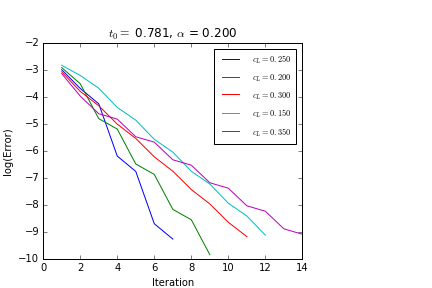 t₀ = 0.781, α = 0.200
log(Error)
−2
−3
−4
−5
−6
−7
−8
−9
−10
0 2 4 6 8 10 12 14
Iteration
c_L = 0.250
c_L = 0.200
c_L = 0.300
c_L = 0.150
c_L = 0.350